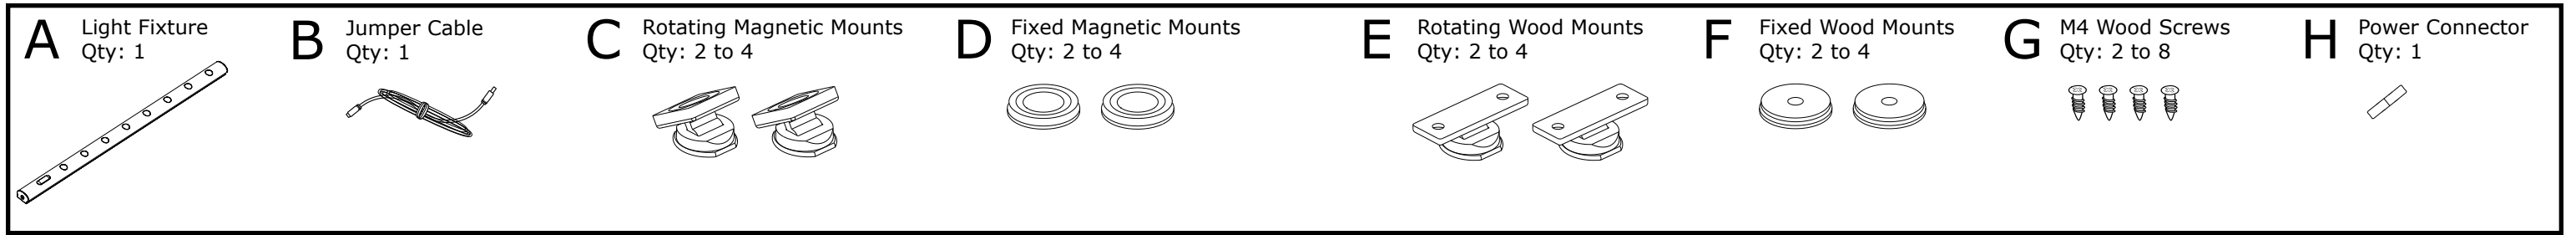 A
Light Fixture
Qty: 1
B
Jumper Cable
Qty: 1
C
Rotating Magnetic Mounts
Qty: 2 to 4
D
Fixed Magnetic Mounts
Qty: 2 to 4
E
Rotating Wood Mounts
Qty: 2 to 4
F
Fixed Wood Mounts
Qty: 2 to 4
G
M4 Wood Screws
Qty: 2 to 8
H
Power Connector
Qty: 1